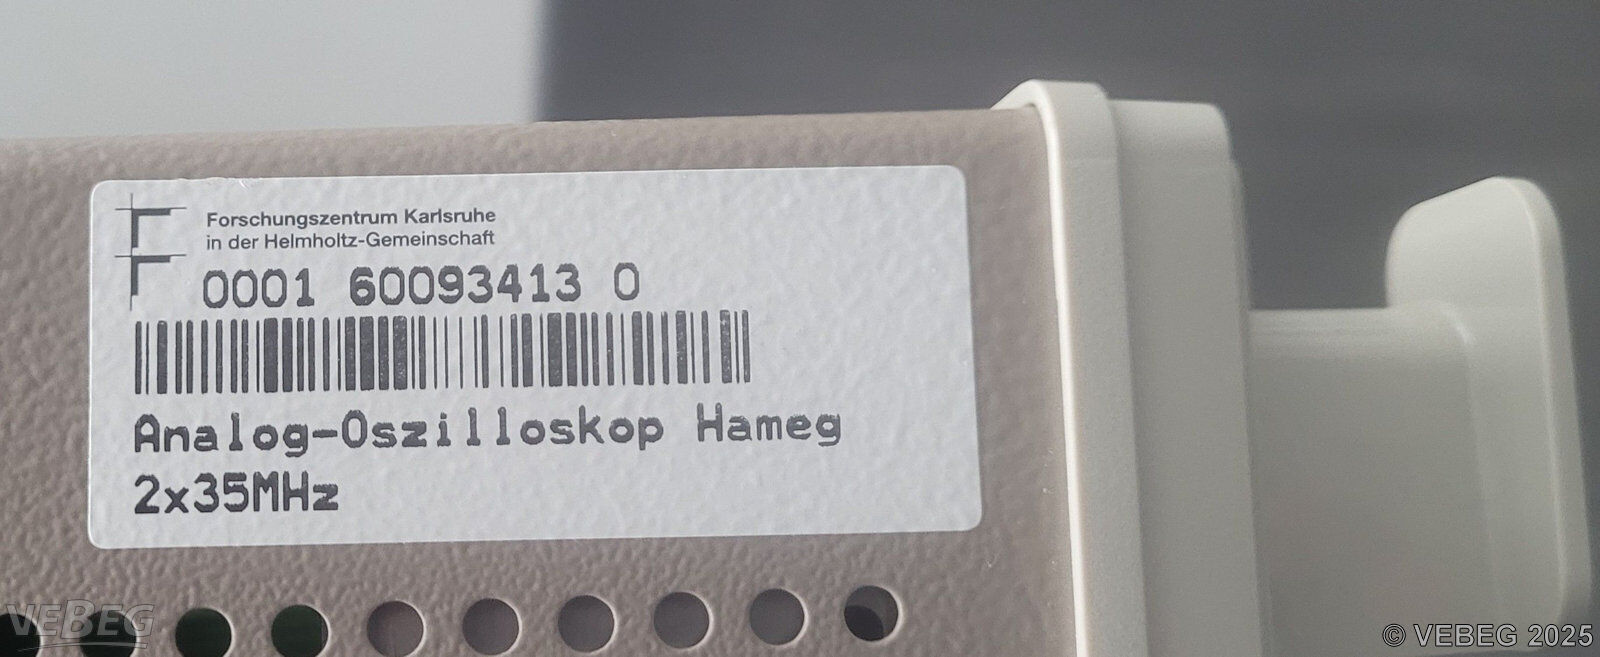 Forschungszentrum Karlsruhe
in der Helmholtz-Gemeinschaft
0001 60093413 0
Analog-Oszilloskop Hameg
2x35MHz
VEBEG
© VEBEG 2025